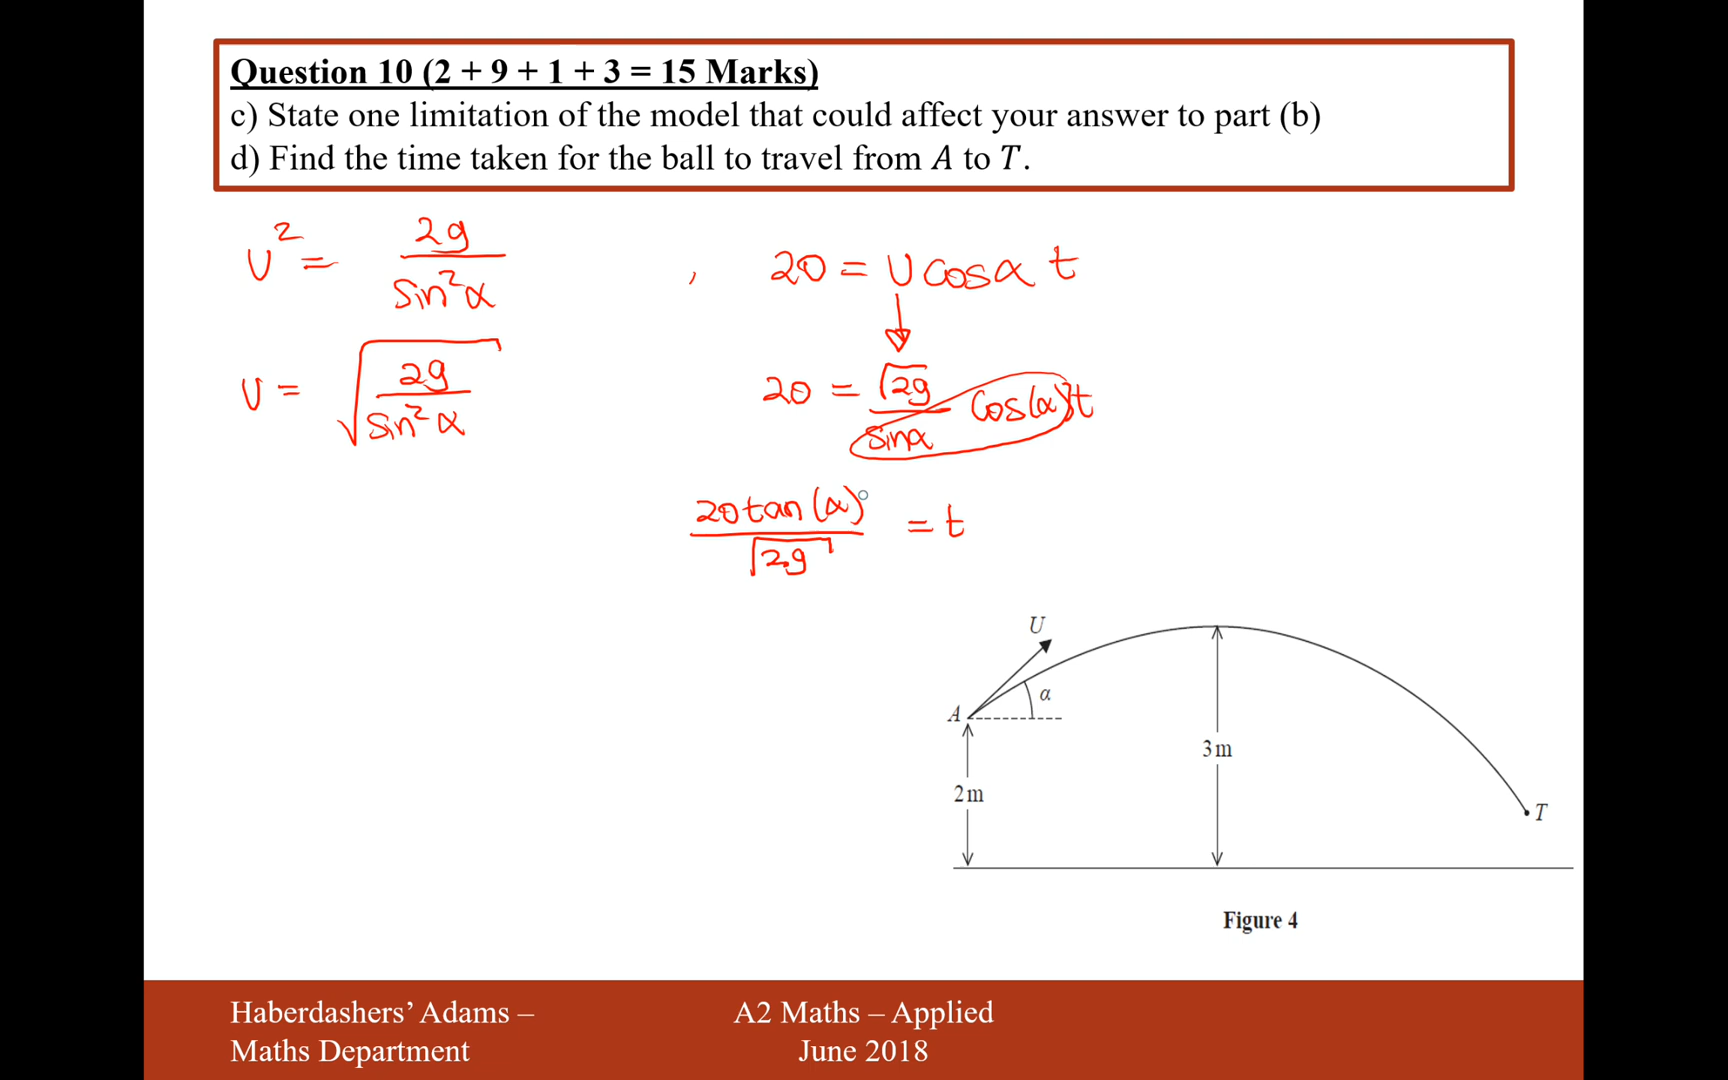 Question 10 (2 + 9 + 1 + 3 = 15 Marks)
c) State one limitation of the model that could affect your answer to part (b)
d) Find the time taken for the ball to travel from A to T.
U² = 2g / sin²α , 20 = U cosα t
U = √(2g / sin²α)
20 = √2g / sinα cos(α) t
20 tan(α) / √2g = t
U
α
A
3 m
2 m
T
Figure 4
Haberdashers’ Adams –
Maths Department
A2 Maths – Applied
June 2018